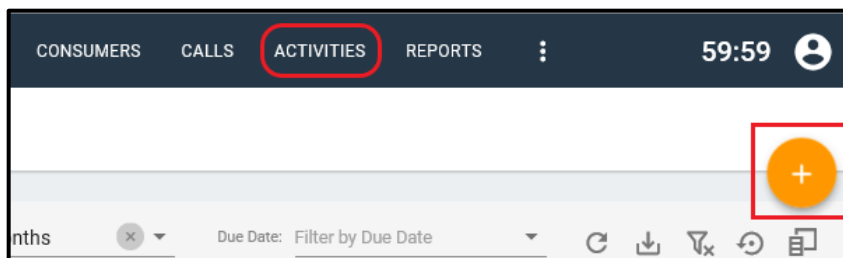 CONSUMERS CALLS ACTIVITIES REPORTS 59:59
+
nths Due Date: Filter by Due Date